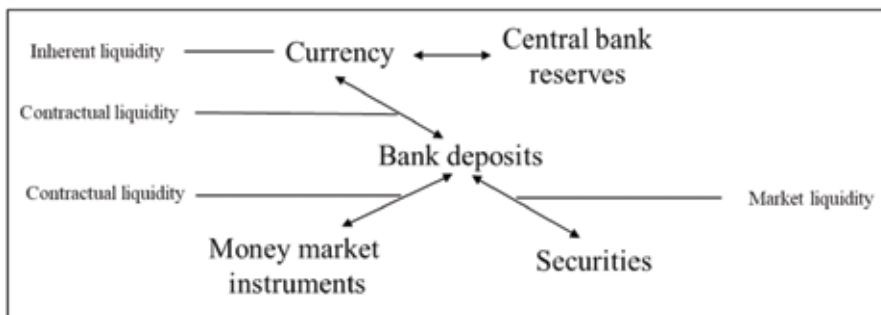 Inherent liquidity
Currency
Central bank
reserves
Contractual liquidity
Bank deposits
Contractual liquidity
Market liquidity
Money market
instruments
Securities